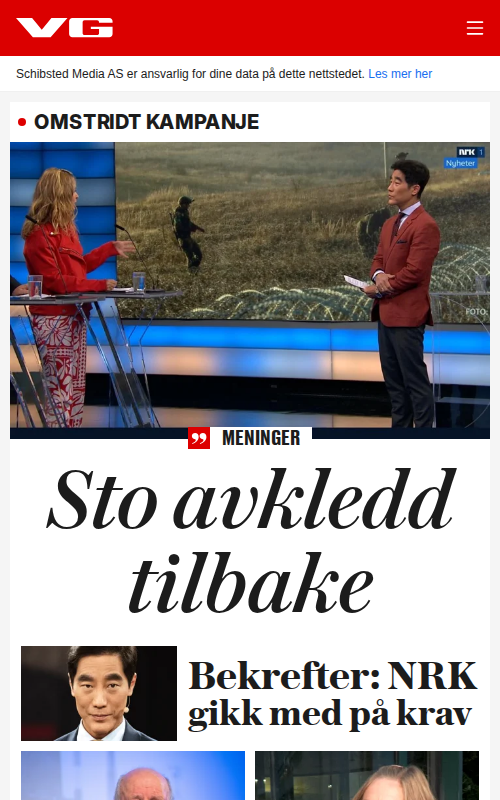 VG
Schibsted Media AS er ansvarlig for dine data på dette nettstedet. Les mer her
OMSTRIDT KAMPANJE
NRK 1
Nyheter
FOTO:
MENINGER
Sto avkledd
tilbake
Bekrefter: NRK
gikk med på krav